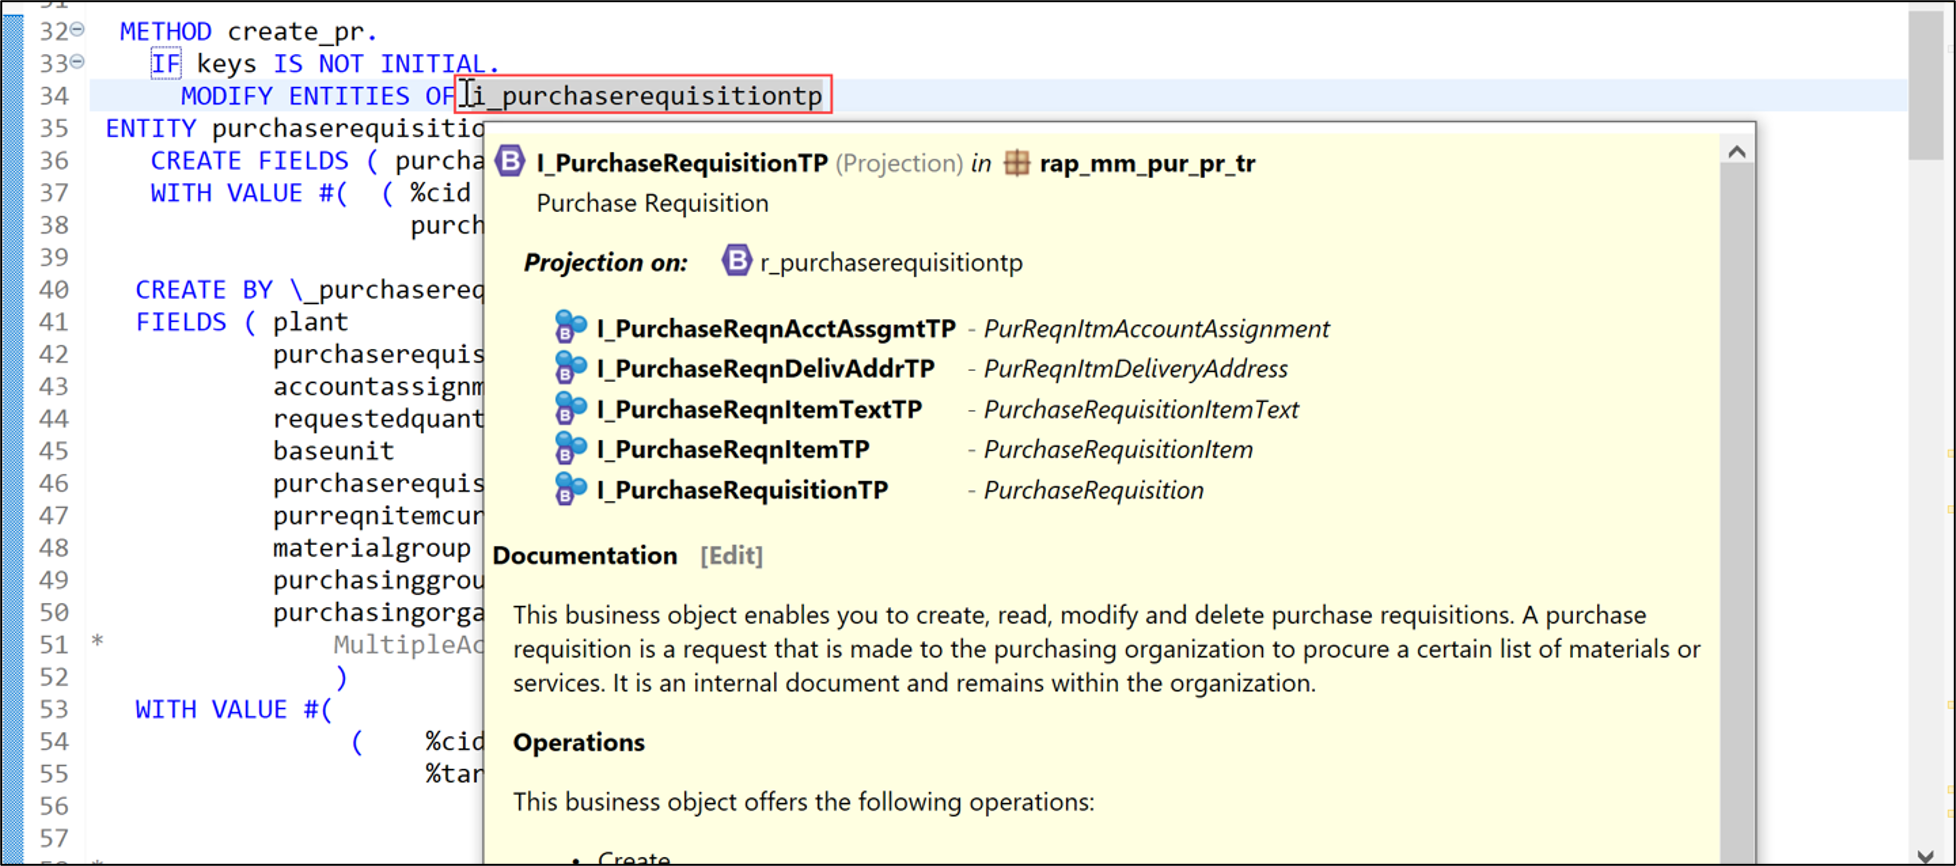 32 METHOD create_pr.
33 IF keys IS NOT INITIAL.
34 MODIFY ENTITIES OF i_purchaserequisitiontp
35 ENTITY purchaserequisitio
36 CREATE FIELDS ( purcha
37 WITH VALUE #( ( %cid
38 purch
39
40 CREATE BY \_purchasereq
41 FIELDS ( plant
42 purchaserequis
43 accountassignm
44 requestedquant
45 baseunit
46 purchaserequis
47 purreqnitemcur
48 materialgroup
49 purchasinggrou
50 purchasingorga
51 * MultipleAc
52 )
53 WITH VALUE #(
54 ( %cid
55 %tar
56
57
B I_PurchaseRequisitionTP (Projection) in rap_mm_pur_pr_tr
Purchase Requisition
Projection on: B r_purchaserequisitiontp
B I_PurchaseReqnAcctAssgmtTP - PurReqnItmAccountAssignment
B I_PurchaseReqnDelivAddrTP - PurReqnItmDeliveryAddress
B I_PurchaseReqnItemTextTP - PurchaseRequisitionItemText
B I_PurchaseReqnItemTP - PurchaseRequisitionItem
B I_PurchaseRequisitionTP - PurchaseRequisition
Documentation [Edit]
This business object enables you to create, read, modify and delete purchase requisitions. A purchase
requisition is a request that is made to the purchasing organization to procure a certain list of materials or
services. It is an internal document and remains within the organization.
Operations
This business object offers the following operations:
• Create